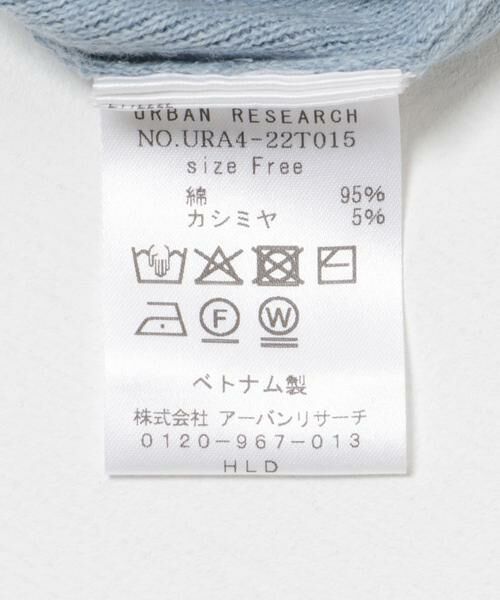 URBAN RESEARCH
NO.URA4-22T015
size Free
綿 95%
カシミヤ 5%
F W
ベトナム製
株式会社 アーバンリサーチ
0120-967-013
HLD